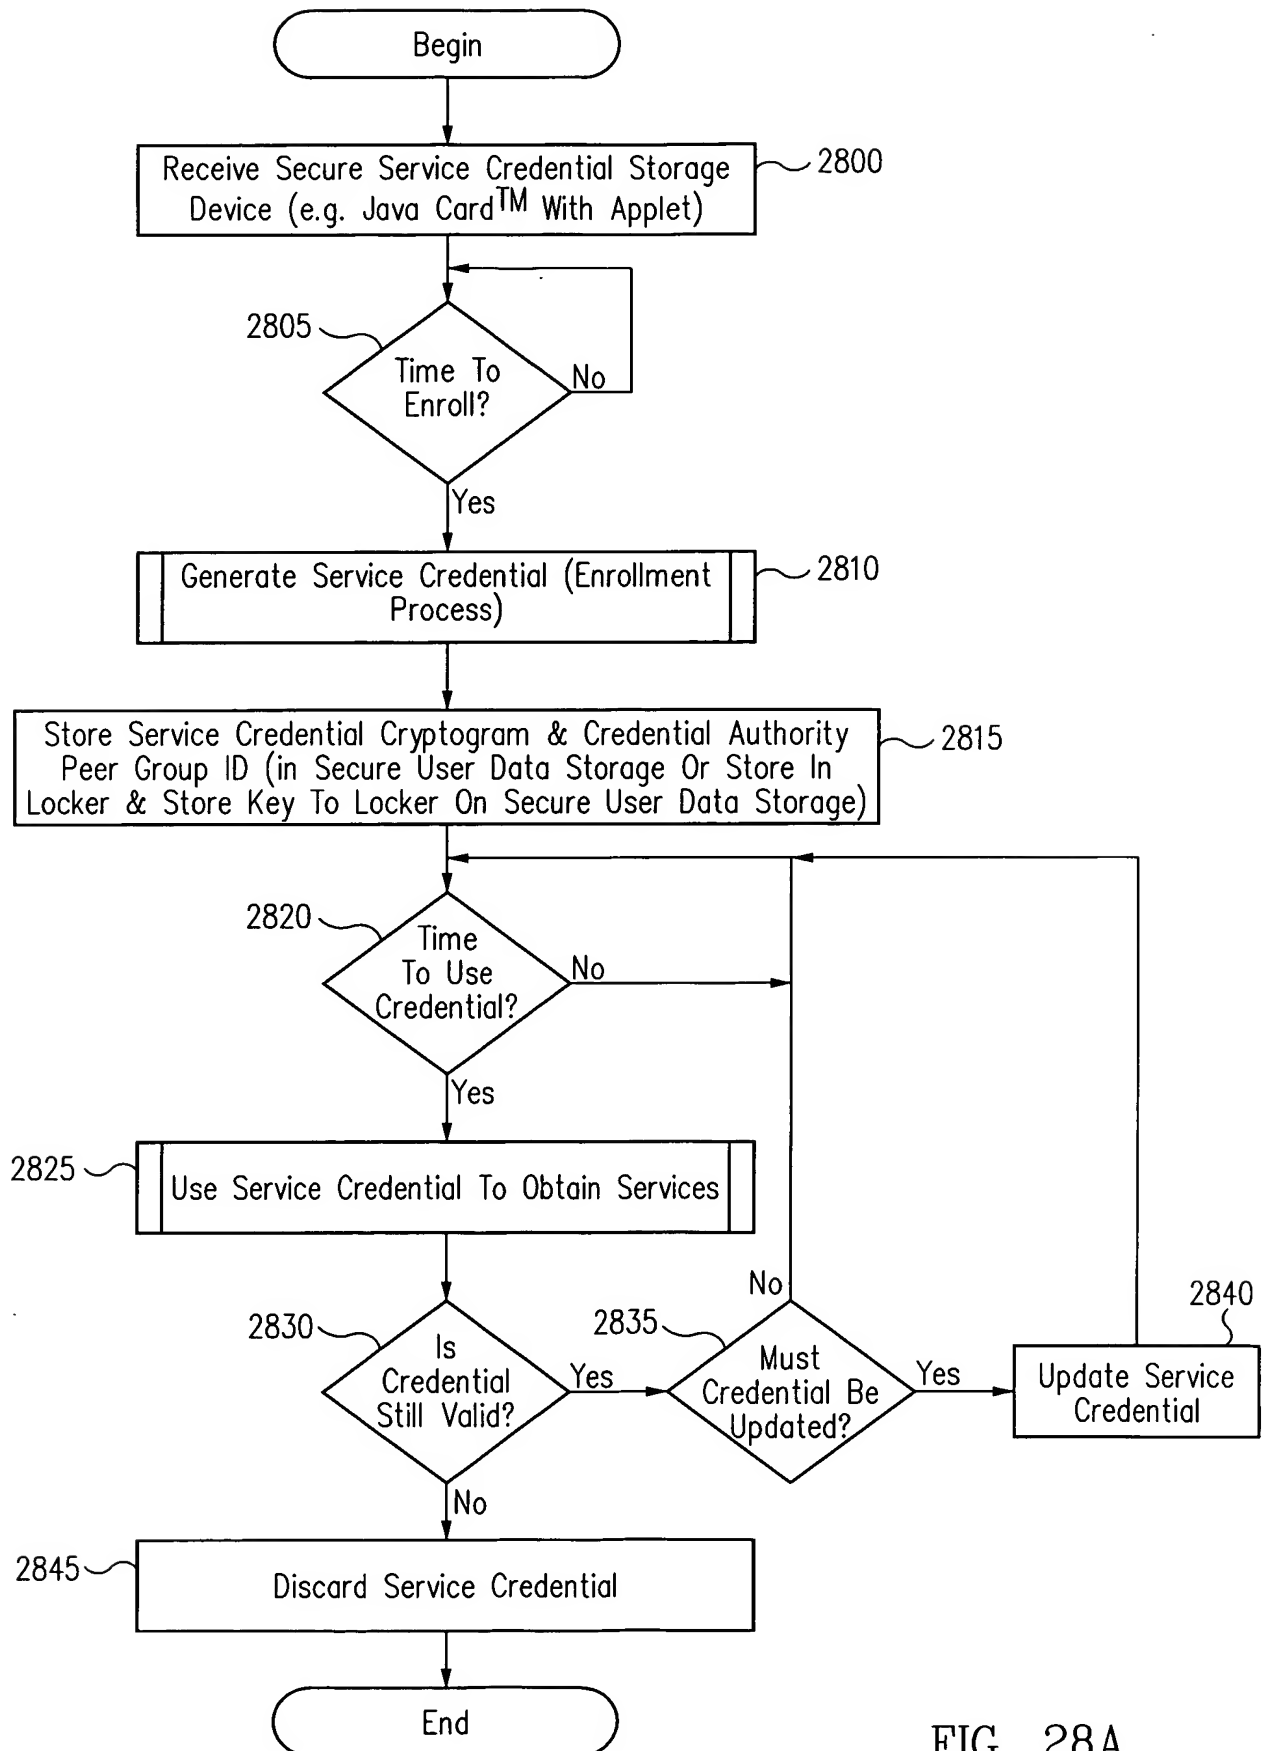 Begin
Receive Secure Service Credential Storage
Device (e.g. Java Card™ With Applet)
2800
2805
Time To
Enroll?
No
Yes
Generate Service Credential (Enrollment
Process)
2810
Store Service Credential Cryptogram & Credential Authority
Peer Group ID (in Secure User Data Storage Or Store In
Locker & Store Key To Locker On Secure User Data Storage)
2815
2820
Time
To Use
Credential?
No
Yes
2825
Use Service Credential To Obtain Services
2830
Is
Credential
Still Valid?
Yes
No
2835
Must
Credential Be
Updated?
No
Yes
2840
Update Service
Credential
2845
Discard Service Credential
End
FIG. 28A